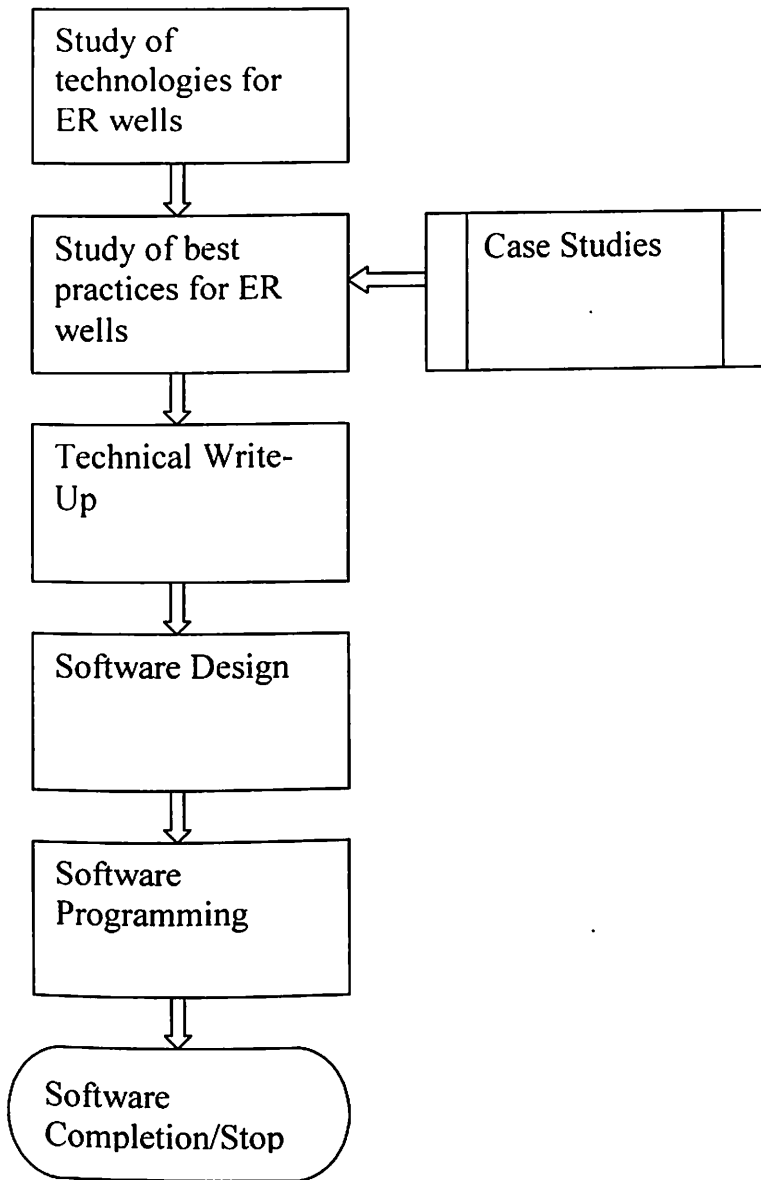 Study of
technologies for
ER wells
Study of best
practices for ER
wells
Case Studies
Technical Write-
Up
Software Design
Software
Programming
Software
Completion/Stop